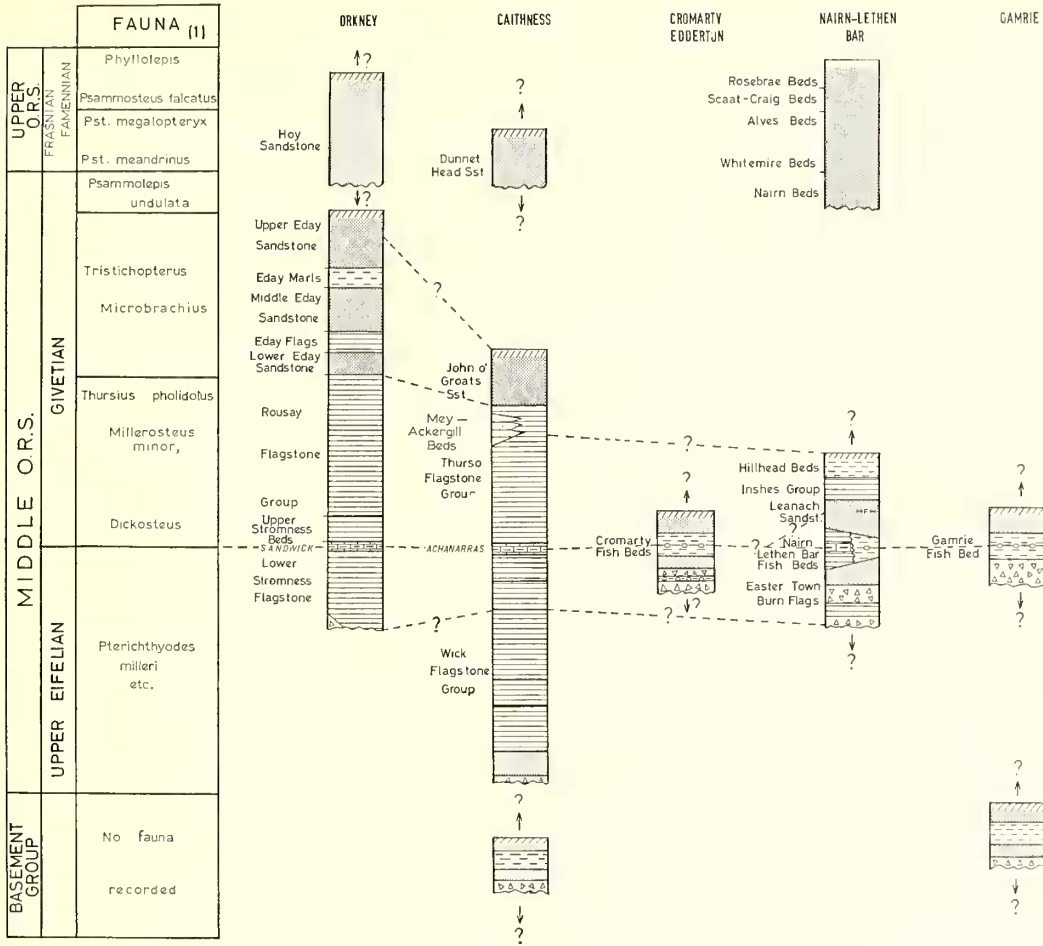 FAUNA (1)
ORKNEY
CAITHNESS
CROMARTY
EDDERTON
NAIRN-LETHEN
BAR
GAMRIE
UPPER
O.R.S.
FRASNIAN
FAMENNIAN
Phyllolepis
Psammosteus falcatus
Pst. megalopteryx
Pst. meandrinus
MIDDLE O.R.S.
GIVETIAN
Psammolepis
undulata
Tristichopterus
Microbrachius
Thursius pholidotus
Millerosteus
minor,
Dickosteus
UPPER EIFELIAN
Pterichthyodes
milleri
etc.
BASEMENT
GROUP
No fauna
recorded
?
Hoy
Sandstone
?
Upper Eday
Sandstone
Eday Marls
Middle Eday
Sandstone
Eday Flags
Lower Eday
Sandstone
Rousay
Flagstone
Group
Upper
Stromness
Beds
SANDWICK
Lower
Stromness
Flagstone
?
?
?
Dunnet
Head Sst
?
John o'
Groats
Sst.
Mey —
Ackergill
Beds
Thurso
Flagstone
Group
ACHANARRAS
Wick
Flagstone
Group
?
?
?
?
Cromarty
Fish Beds
?
?
Rosebrae Beds
Scaat-Craig Beds
Alves Beds
Whitemire Beds
Nairn Beds
?
Hillhead Beds
Inshes Group
Leanach
Sandst.
?
?
Nairn
Lethen Bar
Fish Beds
Easter Town
Burn Flags
?
?
Gamrie
Fish Bed
?
?
?